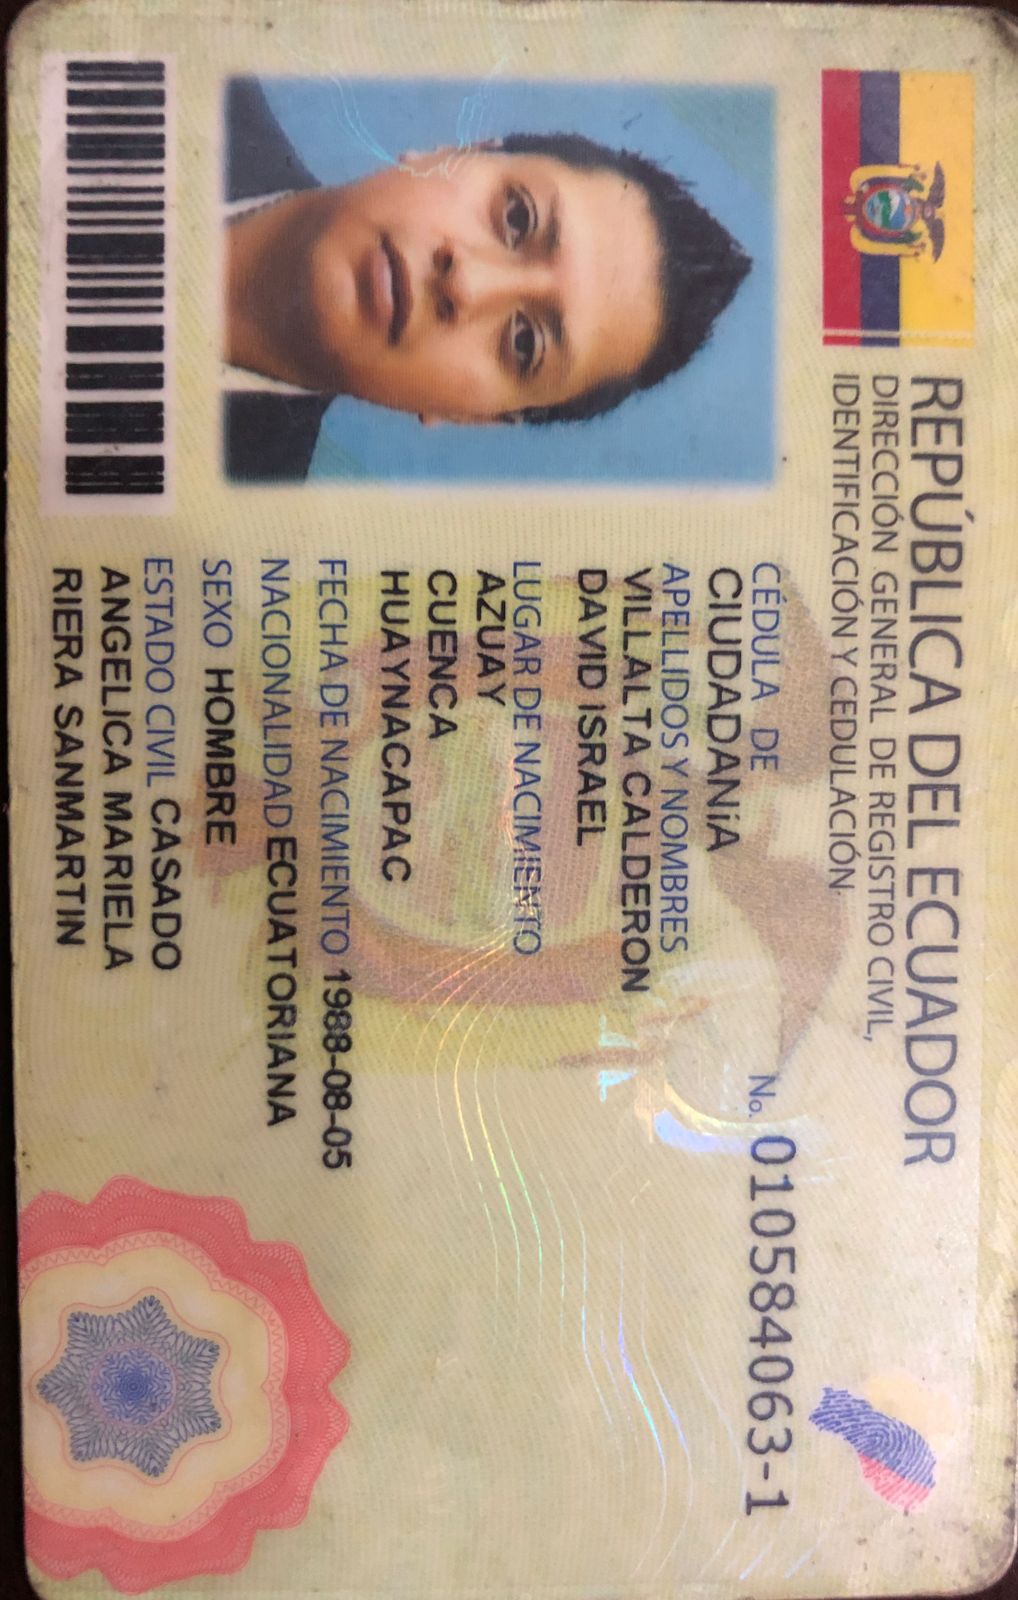 REPÚBLICA DEL ECUADOR
DIRECCIÓN GENERAL DE REGISTRO CIVIL,
IDENTIFICACIÓN Y CEDULACIÓN
CÉDULA DE No. 010584063-1
CIUDADANíA
APELLIDOS Y NOMBRES
VILLALTA CALDERON
DAVID ISRAEL
LUGAR DE NACIMIENTO
AZUAY
CUENCA
HUAYNACAPAC
FECHA DE NACIMIENTO 1988-08-05
NACIONALIDAD ECUATORIANA
SEXO HOMBRE
ESTADO CIVIL CASADO
ANGELICA MARIELA
RIERA SANMARTIN